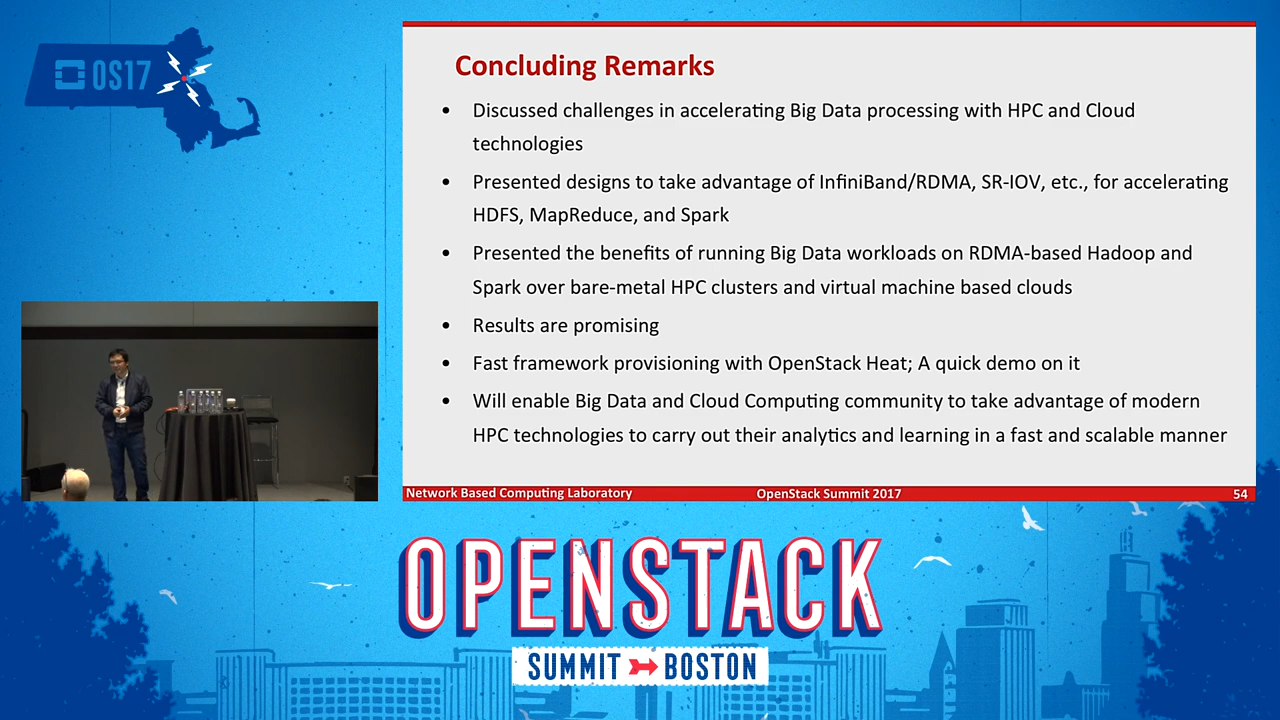 OS17
Concluding Remarks
• Discussed challenges in accelerating Big Data processing with HPC and Cloud
technologies
• Presented designs to take advantage of InfiniBand/RDMA, SR-IOV, etc., for accelerating
HDFS, MapReduce, and Spark
• Presented the benefits of running Big Data workloads on RDMA-based Hadoop and
Spark over bare-metal HPC clusters and virtual machine based clouds
• Results are promising
• Fast framework provisioning with OpenStack Heat; A quick demo on it
• Will enable Big Data and Cloud Computing community to take advantage of modern
HPC technologies to carry out their analytics and learning in a fast and scalable manner
Network Based Computing Laboratory OpenStack Summit 2017 54
OPENSTACK
SUMMIT BOSTON